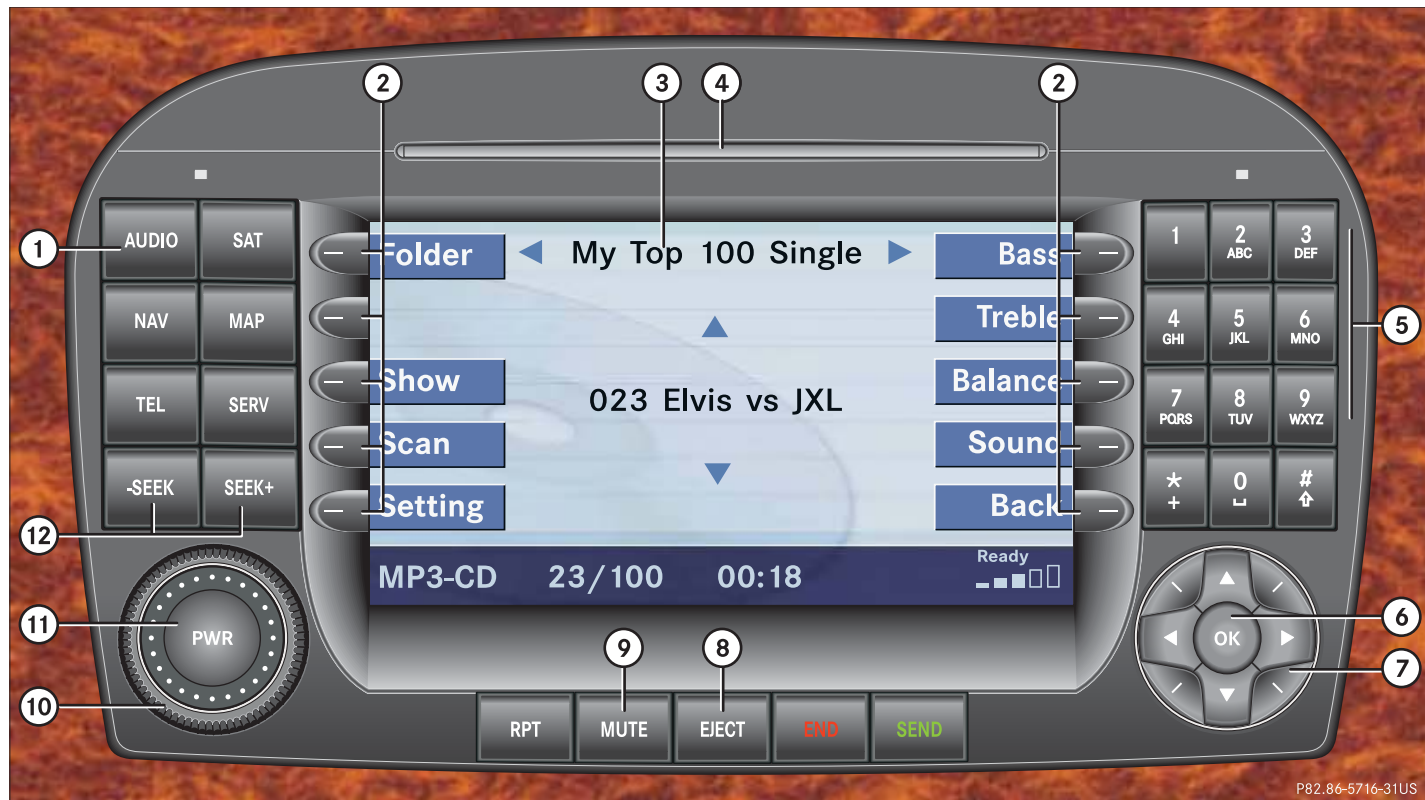 2 3 4 2
1 AUDIO SAT
NAV MAP
TEL SERV
-SEEK SEEK+
12
11 PWR
10
Folder ◀ My Top 100 Single ▶ Bass
▲ Treble
Show 023 Elvis vs JXL Balance
Scan Sound
Setting ▼ Back
MP3-CD 23/100 00:18 Ready
1 2 ABC 3 DEF
4 GHI 5 JKL 6 MNO 5
7 PQRS 8 TUV 9 WXYZ
* + 0 ␣ # ⇧
OK 6
7
9 8
RPT MUTE EJECT END SEND
P82.86-5716-31US